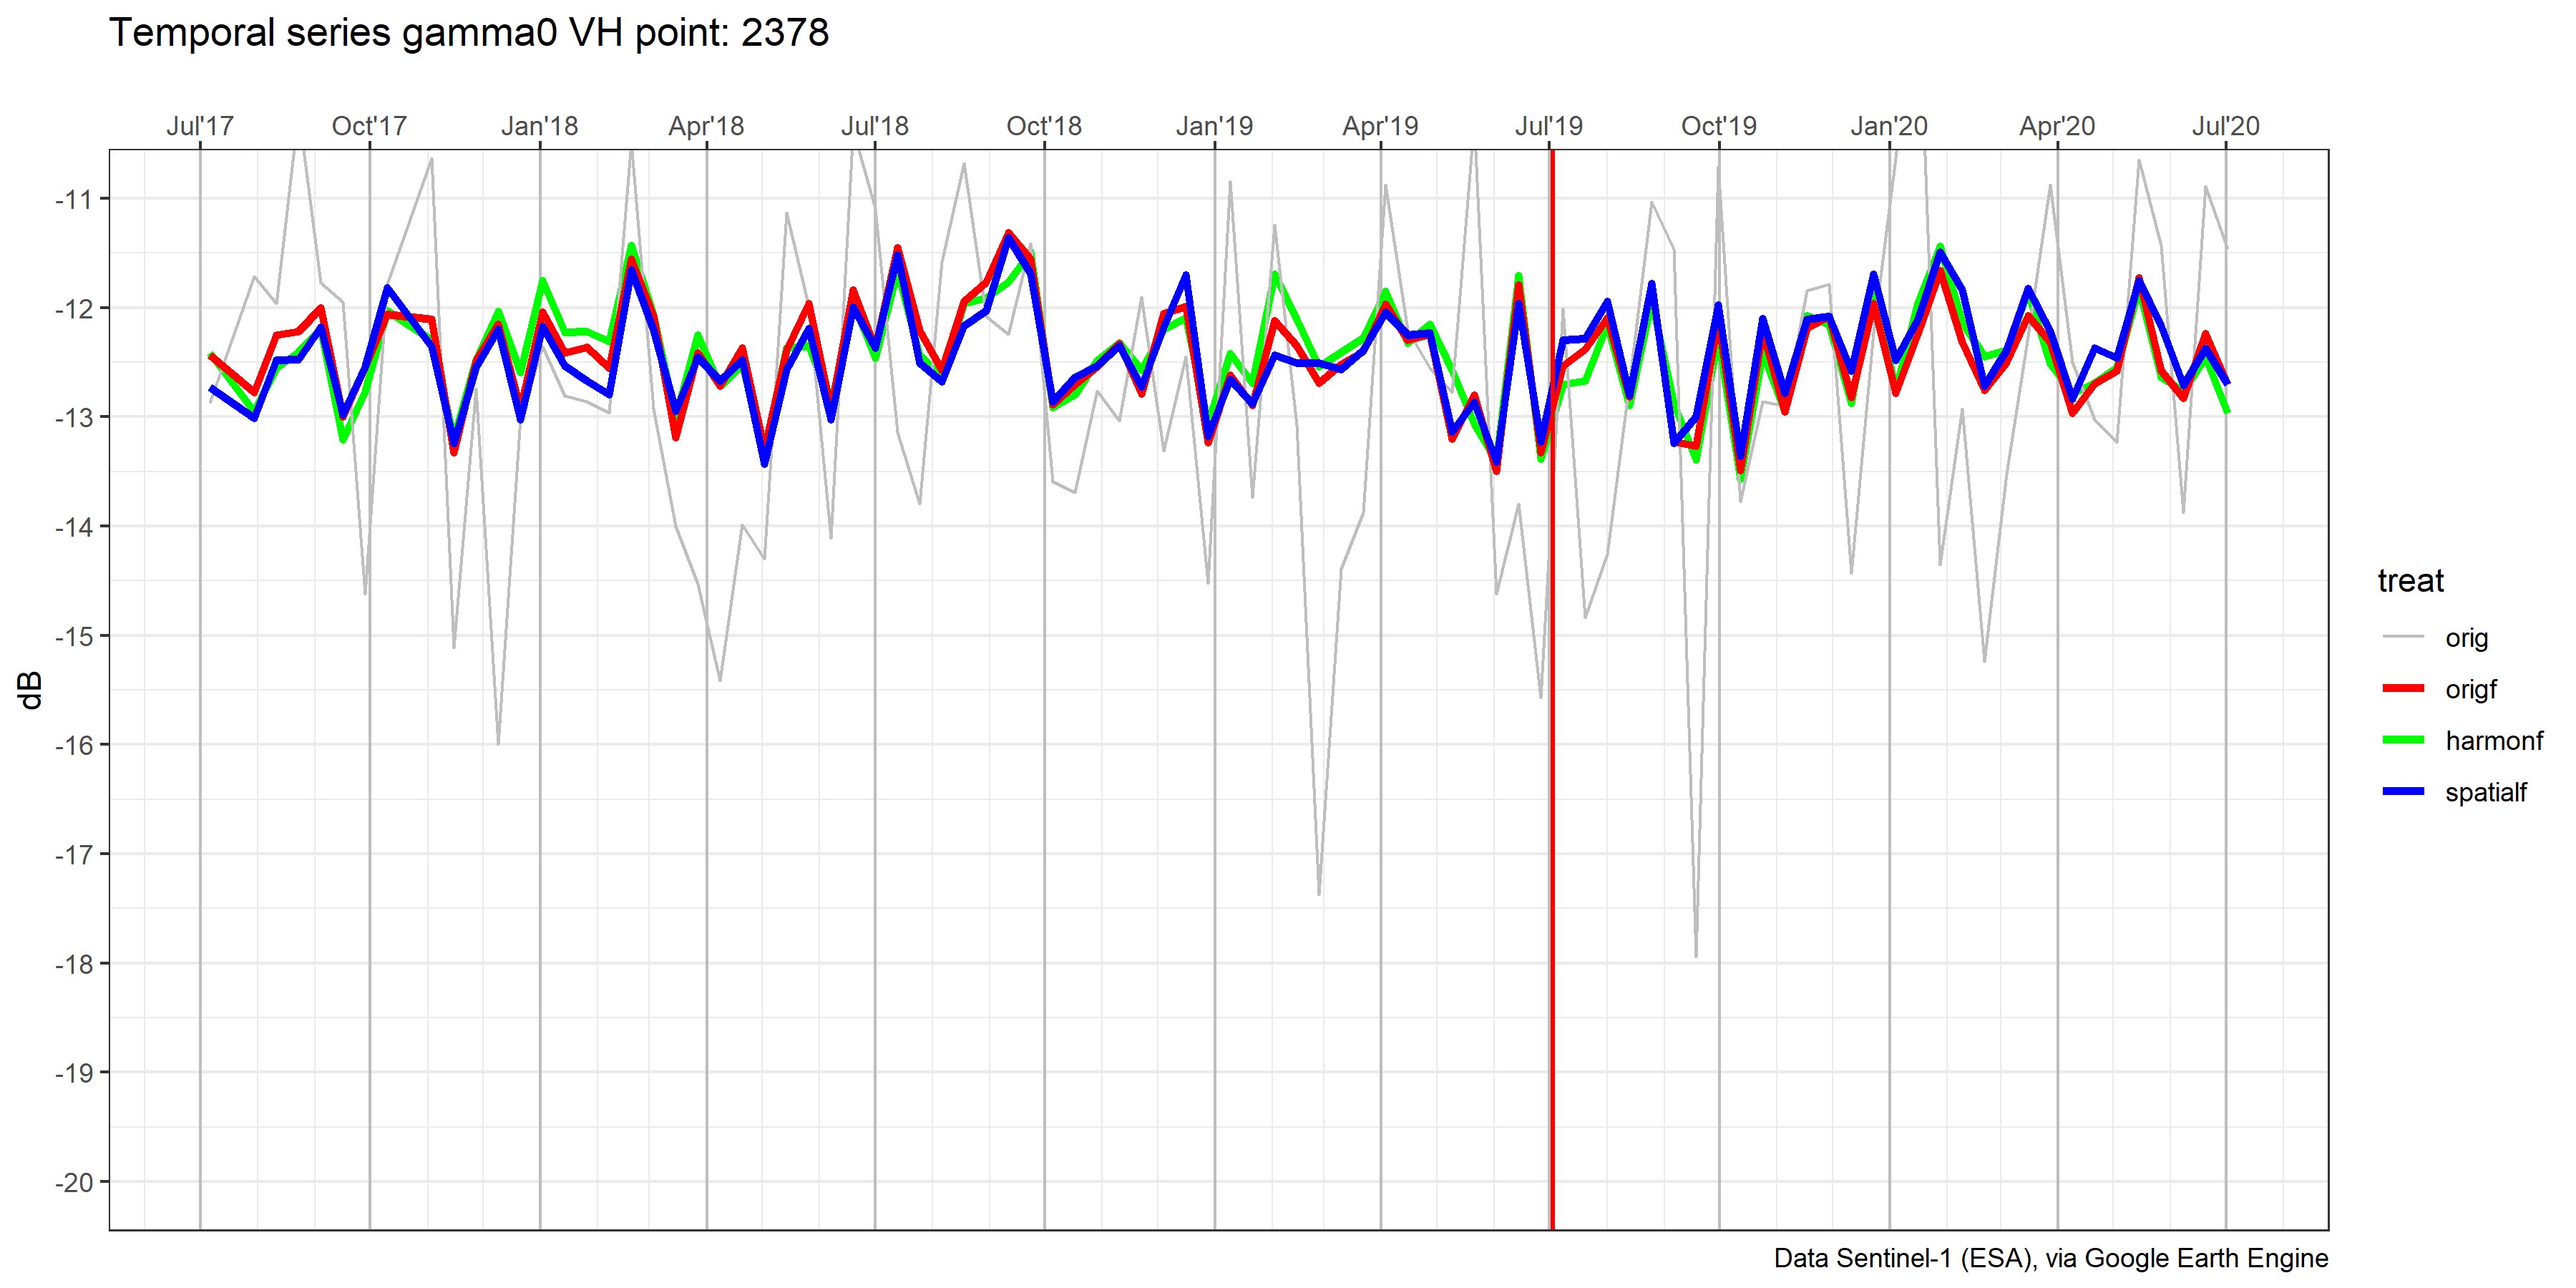 Temporal series gamma0 VH point: 2378
Jul'17 Oct'17 Jan'18 Apr'18 Jul'18 Oct'18 Jan'19 Apr'19 Jul'19 Oct'19 Jan'20 Apr'20 Jul'20
-11
-12
-13
-14
-15
-16
-17
-18
-19
-20
dB
treat
orig
origf
harmonf
spatialf
Data Sentinel-1 (ESA), via Google Earth Engine